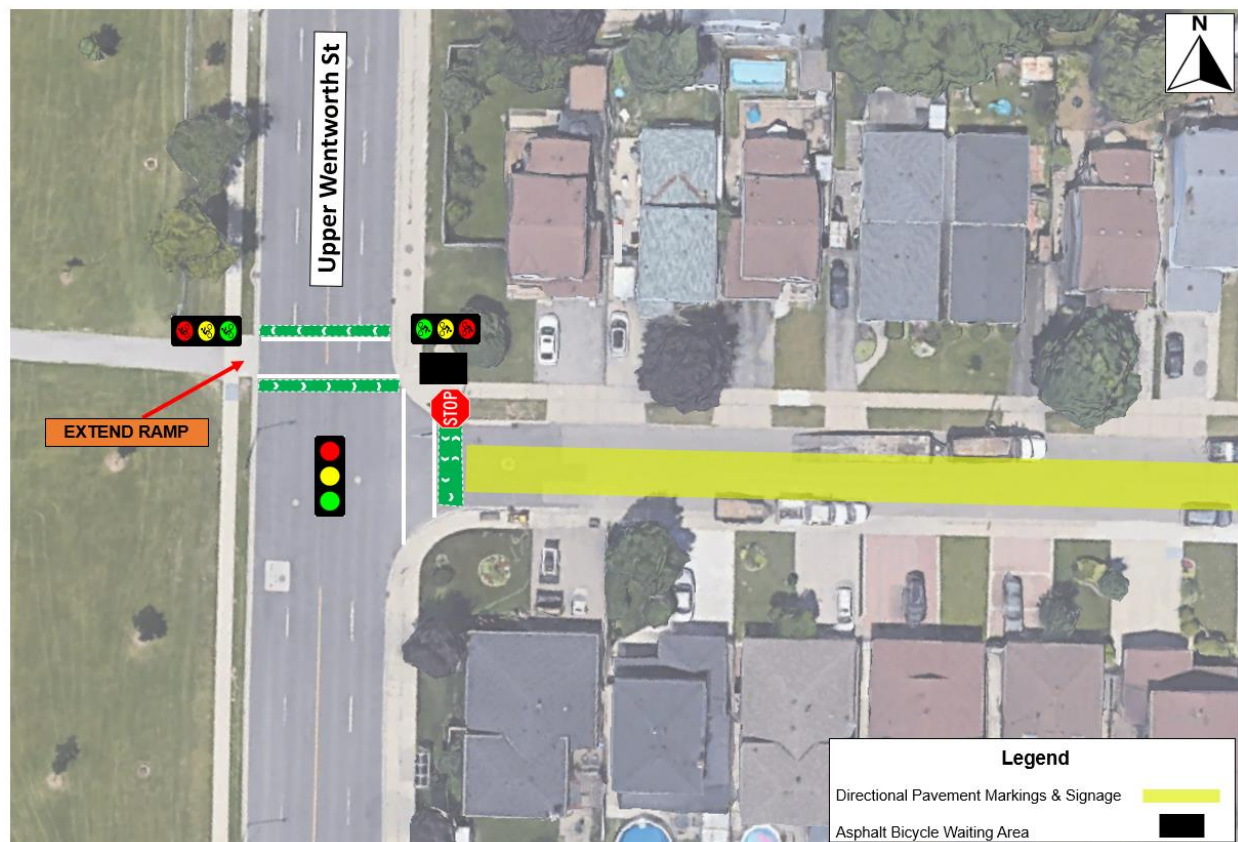 N
Upper Wentworth St
STOP
EXTEND RAMP
Legend
Directional Pavement Markings & Signage
Asphalt Bicycle Waiting Area